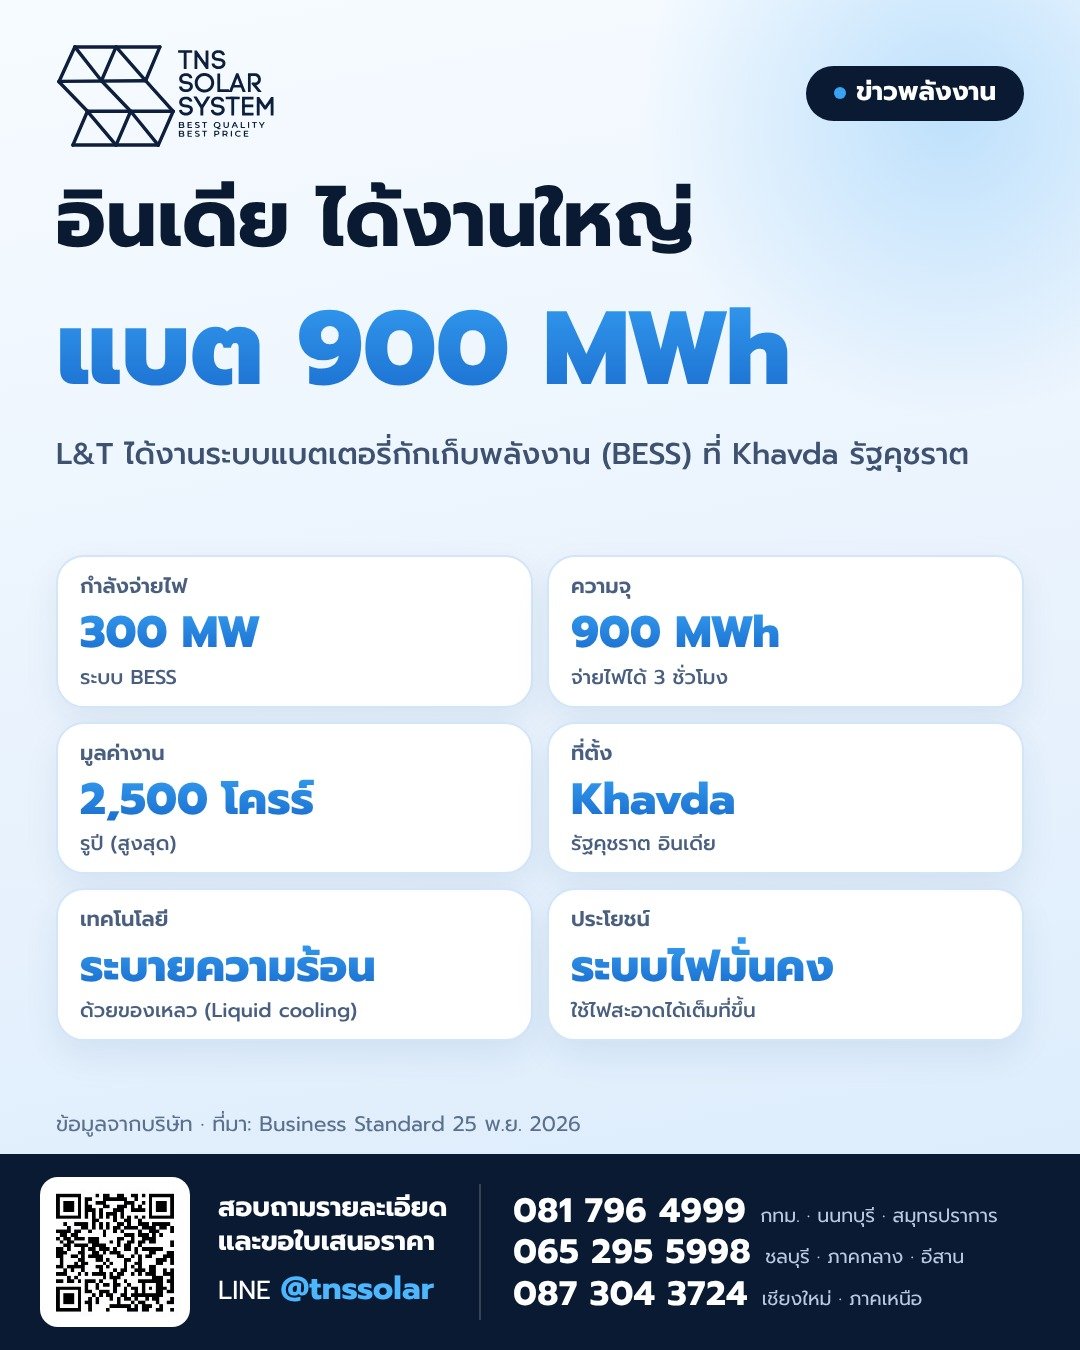 TNS
SOLAR
SYSTEM
BEST QUALITY
BEST PRICE
ข่าวพลังงาน
อินเดีย ได้งานใหญ่
แบต 900 MWh
L&T ได้งานระบบแบตเตอรี่กักเก็บพลังงาน (BESS) ที่ Khavda รัฐคุชราต
กำลังจ่ายไฟ
300 MW
ระบบ BESS
ความจุ
900 MWh
จ่ายไฟได้ 3 ชั่วโมง
มูลค่างาน
2,500 โครร์
รูปี (สูงสุด)
ที่ตั้ง
Khavda
รัฐคุชราต อินเดีย
เทคโนโลยี
ระบายความร้อน
ด้วยของเหลว (Liquid cooling)
ประโยชน์
ระบบไฟมั่นคง
ใช้ไฟสะอาดได้เต็มที่ขึ้น
ข้อมูลจากบริษัท · ที่มา: Business Standard 25 พ.ย. 2026
สอบถามรายละเอียด
และขอใบเสนอราคา
LINE @tnssolar
081 796 4999 กทม. · นนทบุรี · สมุทรปราการ
065 295 5998 ชลบุรี · ภาคกลาง · อีสาน
087 304 3724 เชียงใหม่ · ภาคเหนือ